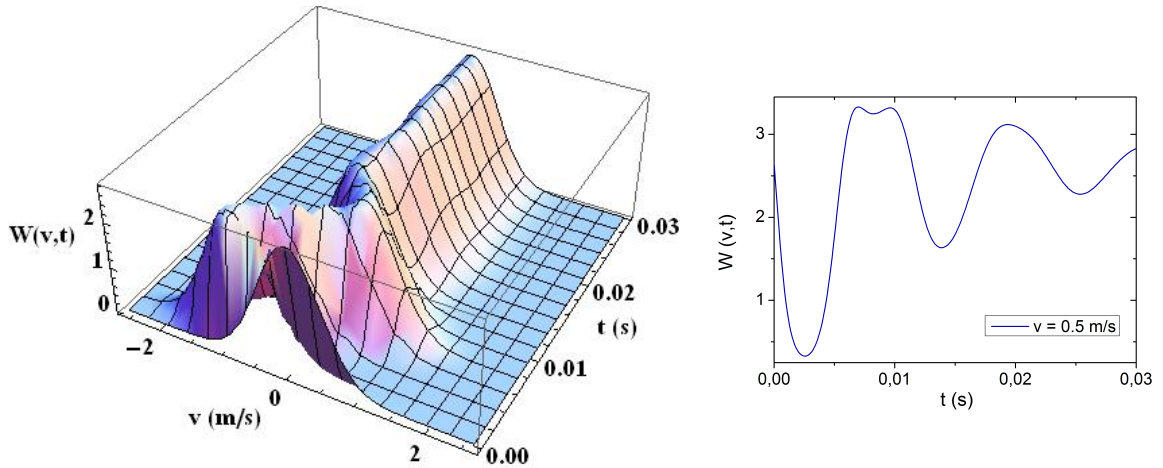 W(v,t)
2
1
0
−2
0
2
v (m/s)
0.00
0.01
0.02
0.03
t (s)
W (v,t)
3
2
1
v = 0.5 m/s
0,00
0,01
0,02
0,03
t (s)